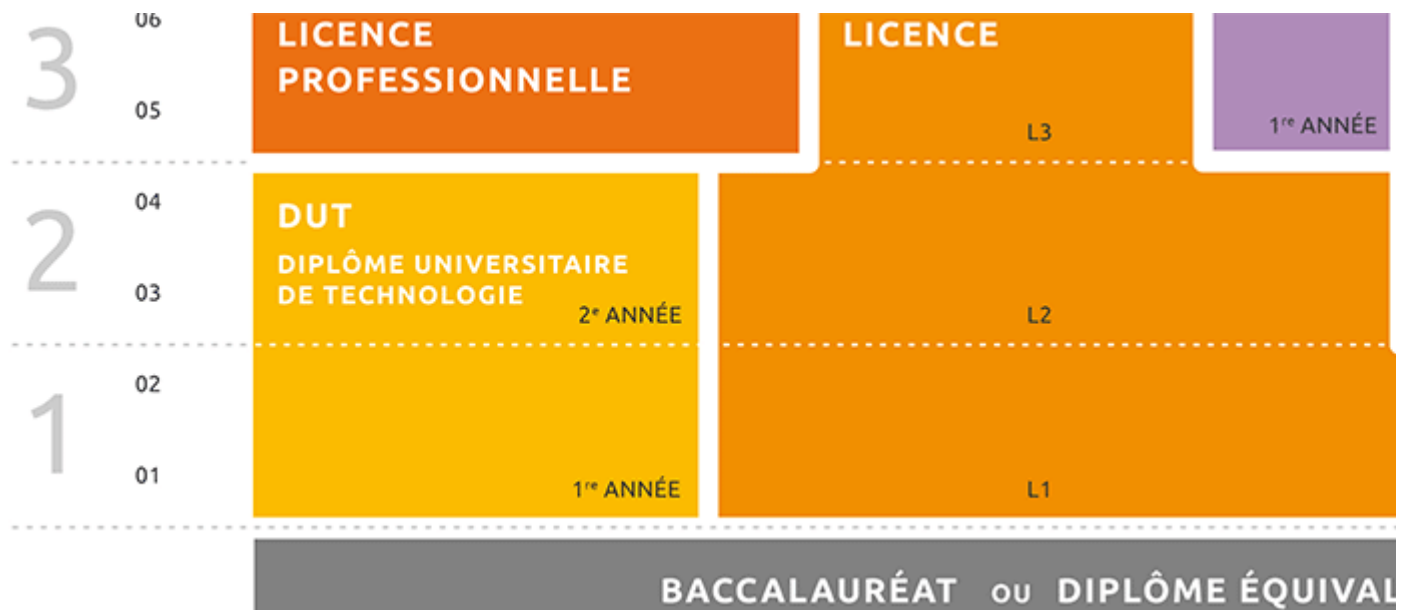 3
06
05
LICENCE
PROFESSIONNELLE
LICENCE
L3
1re ANNÉE
2
04
03
DUT
DIPLÔME UNIVERSITAIRE
DE TECHNOLOGIE
2e ANNÉE
L2
1
02
01
1re ANNÉE
L1
BACCALAURÉAT OU DIPLÔME ÉQUIVAL